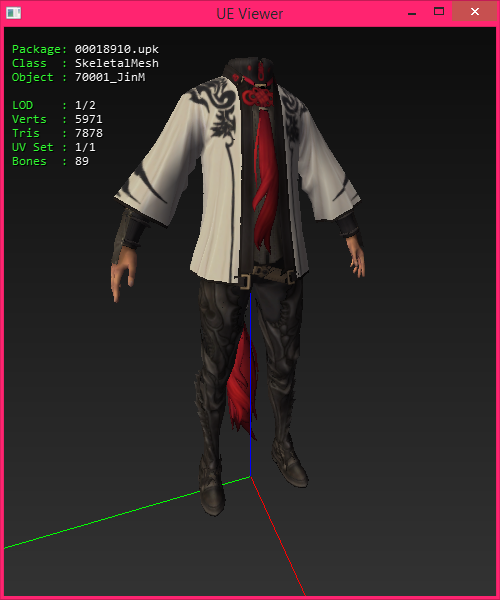 UE Viewer
Package: 00018910.upk
Class : SkeletalMesh
Object : 70001_JinM
LOD : 1/2
Verts : 5971
Tris : 7878
UV Set : 1/1
Bones : 89